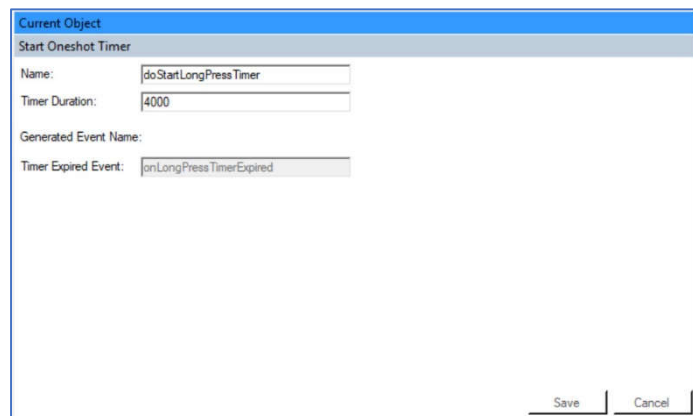 Current Object
Start Oneshot Timer
Name: doStartLongPressTimer
Timer Duration: 4000
Generated Event Name:
Timer Expired Event: onLongPressTimerExpired
Save Cancel